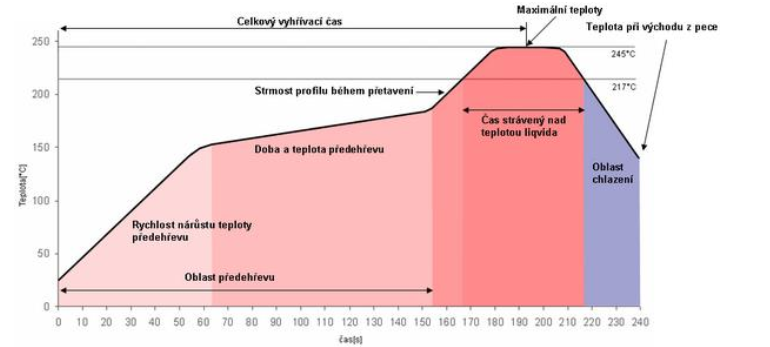 Maximální teploty
Celkový vyhřívací čas
Teplota při východu z pece
250
245°C
217°C
Strmost profilu během přetavení
200
Čas strávený nad
teplotou liqvida
Doba a teplota předehřevu
150
Oblast
chlazení
Teplota[°C]
100
Rychlost nárůstu teploty
předehřevu
50
Oblast předehřevu
0
0 10 20 30 40 50 60 70 80 90 100 110 120 130 140 150 160 170 180 190 200 210 220 230 240
čas[s]